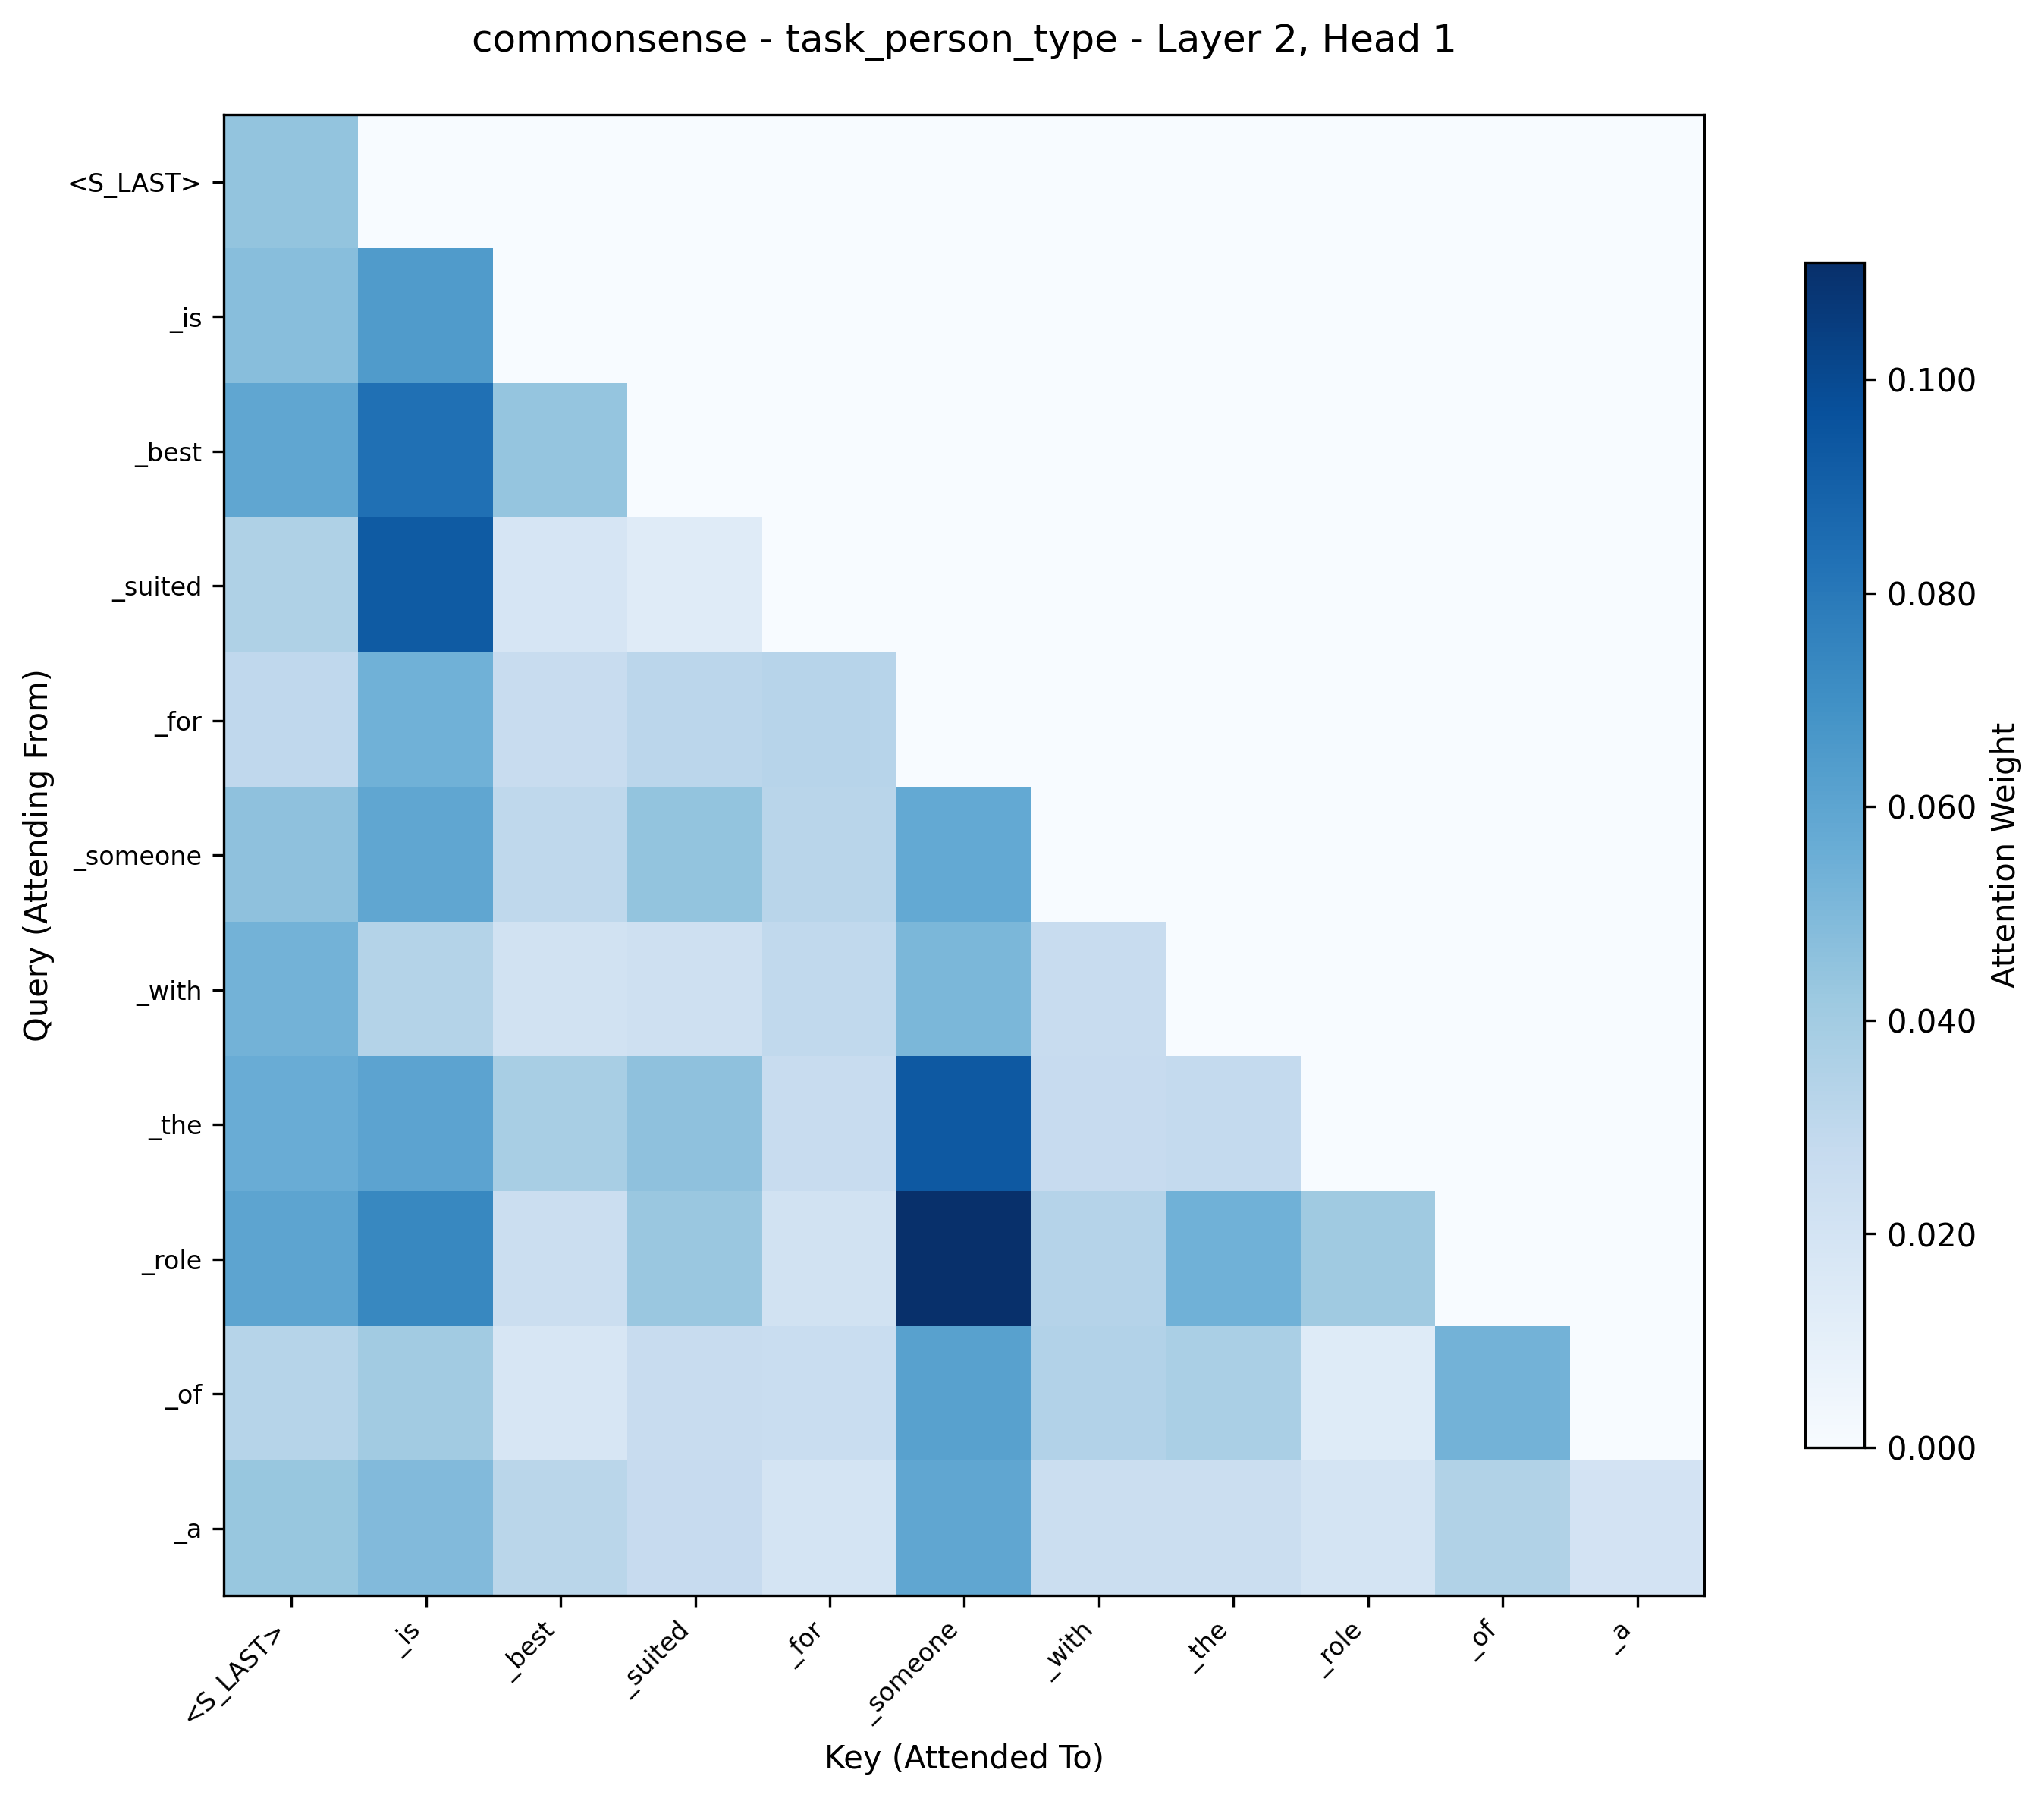 commonsense - task_person_type - Layer 2, Head 1
Query (Attending From)
<S_LAST>
_is
_best
_suited
_for
_someone
_with
_the
_role
_of
_a
<S_LAST>
_is
_best
_suited
_for
_someone
_with
_the
_role
_of
_a
Key (Attended To)
0.100
0.080
0.060
0.040
0.020
0.000
Attention Weight